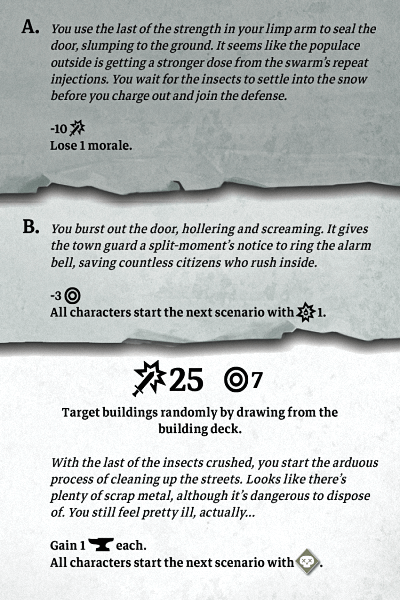 A. You use the last of the strength in your limp arm to seal the
door, slumping to the ground. It seems like the populace
outside is getting a stronger dose from the swarm's repeat
injections. You wait for the insects to settle into the snow
before you charge out and join the defense.
-10
Lose 1 morale.
B. You burst out the door, hollering and screaming. It gives
the town guard a split-moment's notice to ring the alarm
bell, saving countless citizens who rush inside.
-3
All characters start the next scenario with 1.
25 7
Target buildings randomly by drawing from the
building deck.
With the last of the insects crushed, you start the arduous
process of cleaning up the streets. Looks like there's
plenty of scrap metal, although it's dangerous to dispose
of. You still feel pretty ill, actually...
Gain 1 each.
All characters start the next scenario with .